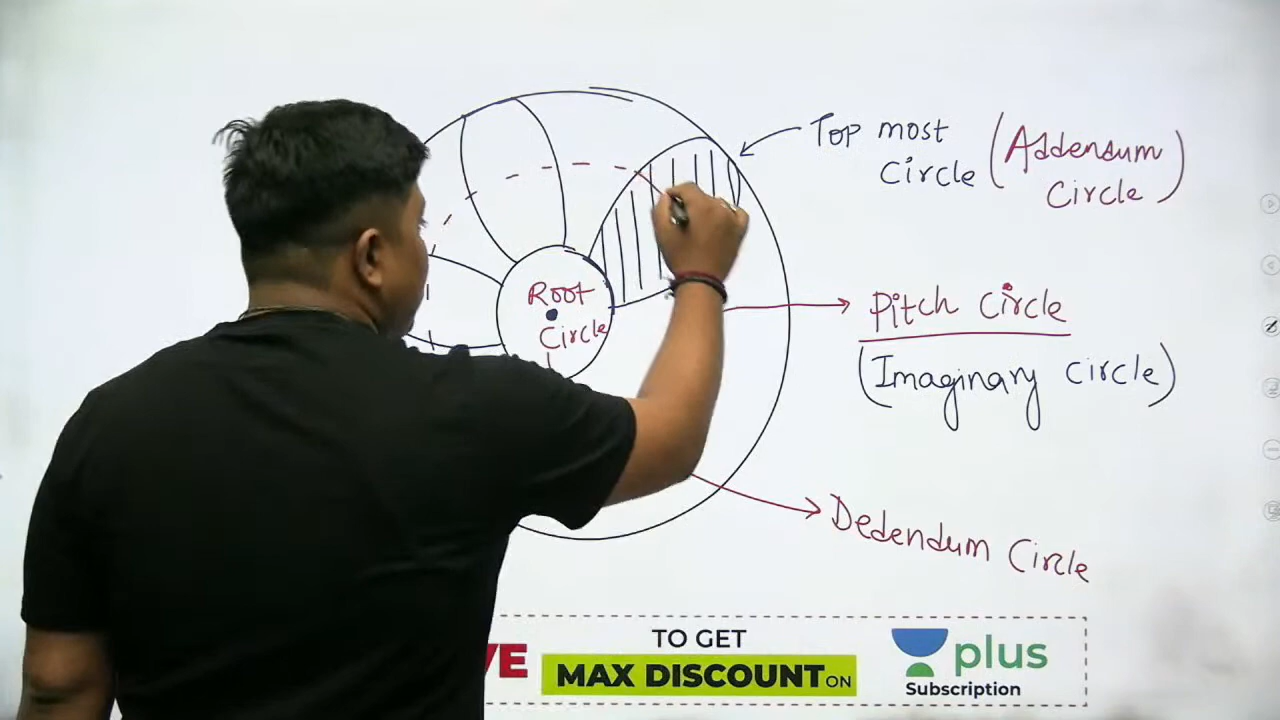 Top most
Circle (Addendum
Circle)
Root
Circle
Pitch Circle
(Imaginary Circle)
Dedendum Circle
VE
TO GET
MAX DISCOUNT ON
plus
Subscription